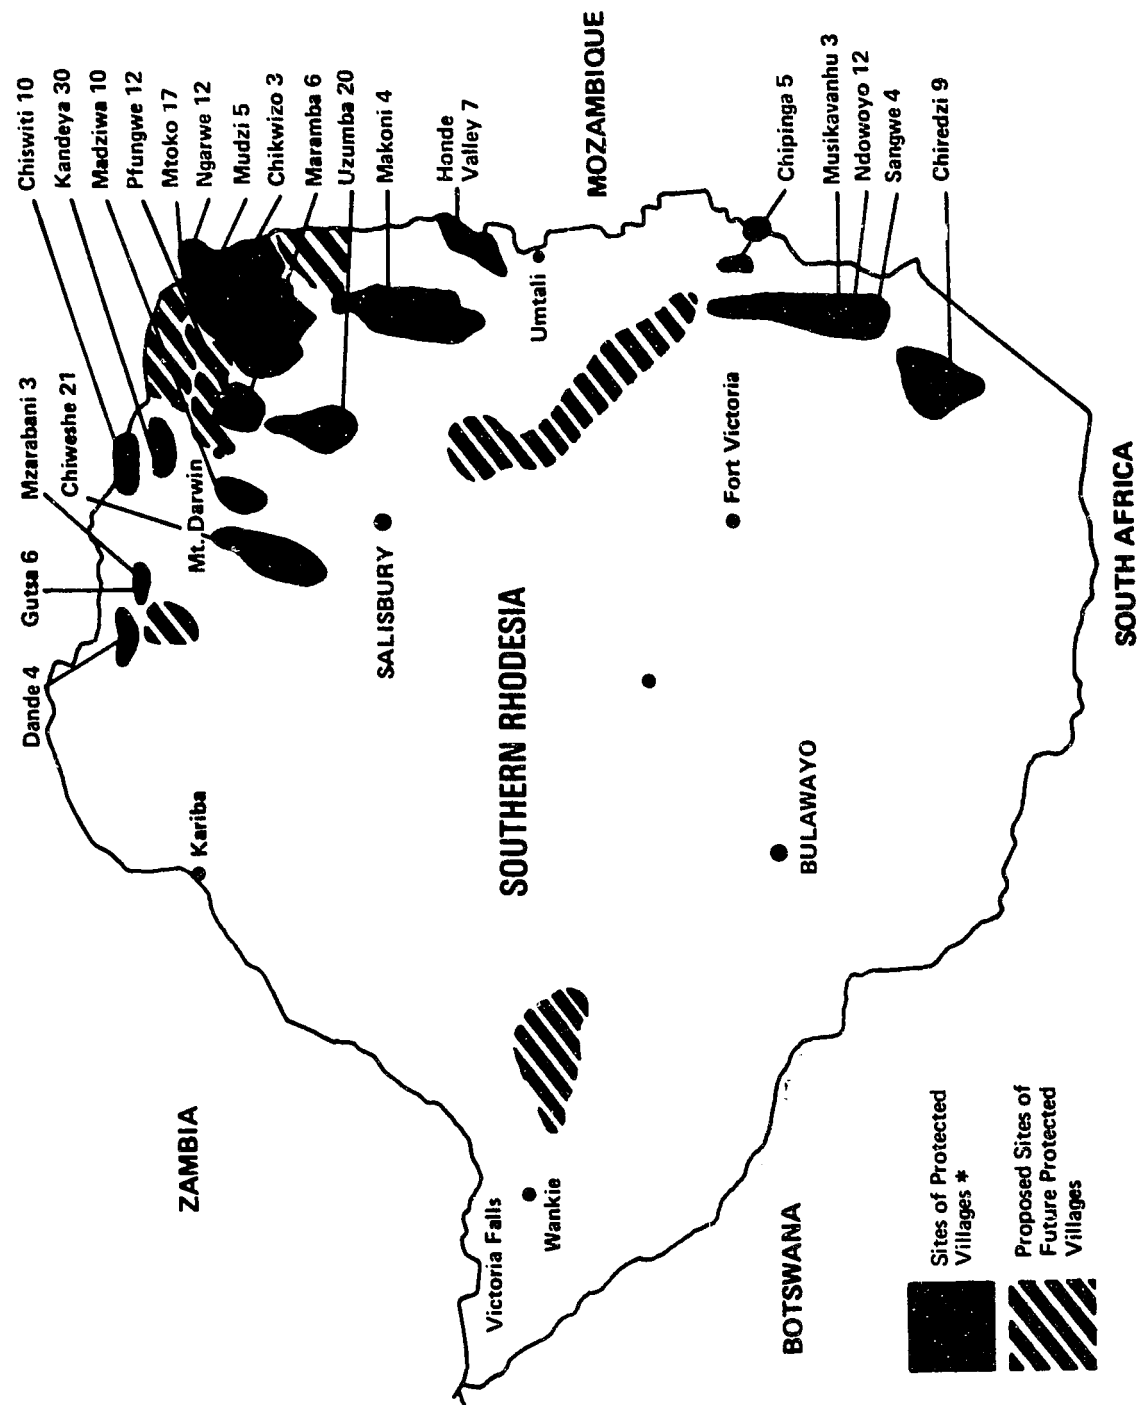 Dande 4
Gutsa 6
Mzarabani 3
Chiweshe 21
Chiswiti 10
Kandeya 30
Madziwa 10
Pfungwe 12
Mtoko 17
Ngarwe 12
Mudzi 5
Chikwizo 3
Maramba 6
Uzumba 20
Makoni 4
Honde
Valley 7
MOZAMBIQUE
Chipinga 5
Musikavanhu 3
Ndowoyo 12
Sangwe 4
Chiredzi 9
ZAMBIA
Kariba
Mt. Darwin
SALISBURY
Umtali
SOUTHERN RHODESIA
Victoria Falls
Wankie
Fort Victoria
BULAWAYO
BOTSWANA
SOUTH AFRICA
Sites of Protected
Villages *
Proposed Sites of
Future Protected
Villages